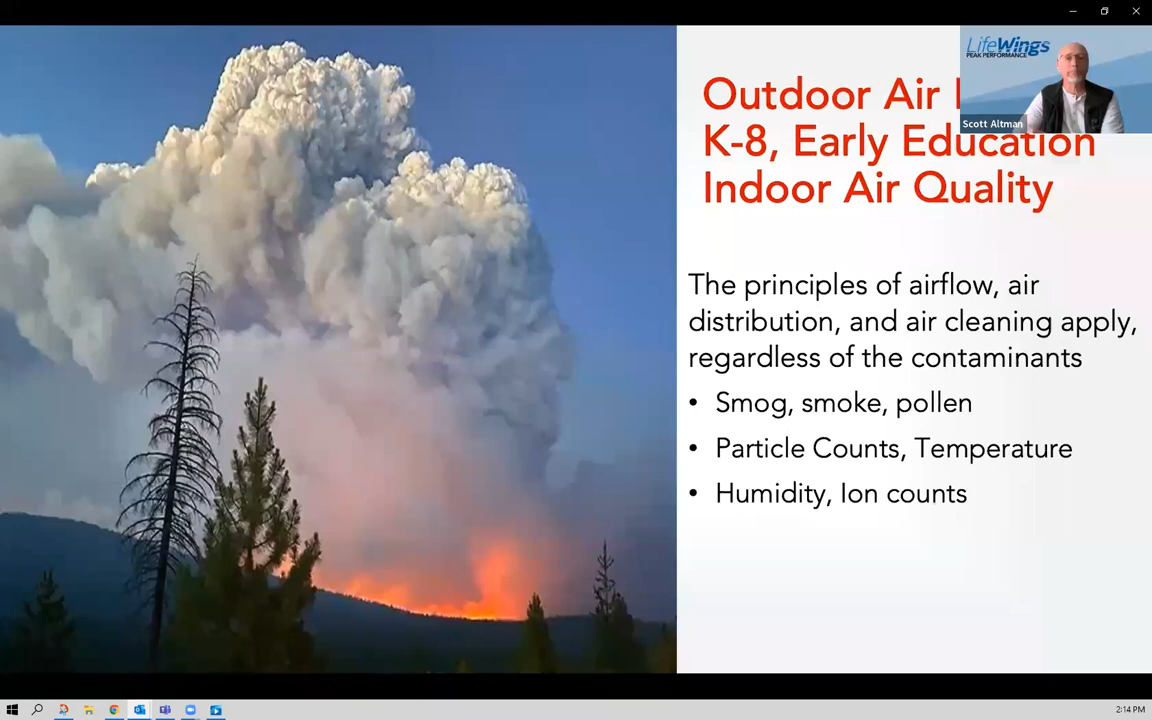 LifeWings
PEAK PERFORMANCE
Scott Altman
Outdoor Air
K-8, Early Education
Indoor Air Quality
The principles of airflow, air
distribution, and air cleaning apply,
regardless of the contaminants
• Smog, smoke, pollen
• Particle Counts, Temperature
• Humidity, Ion counts
2:14 PM